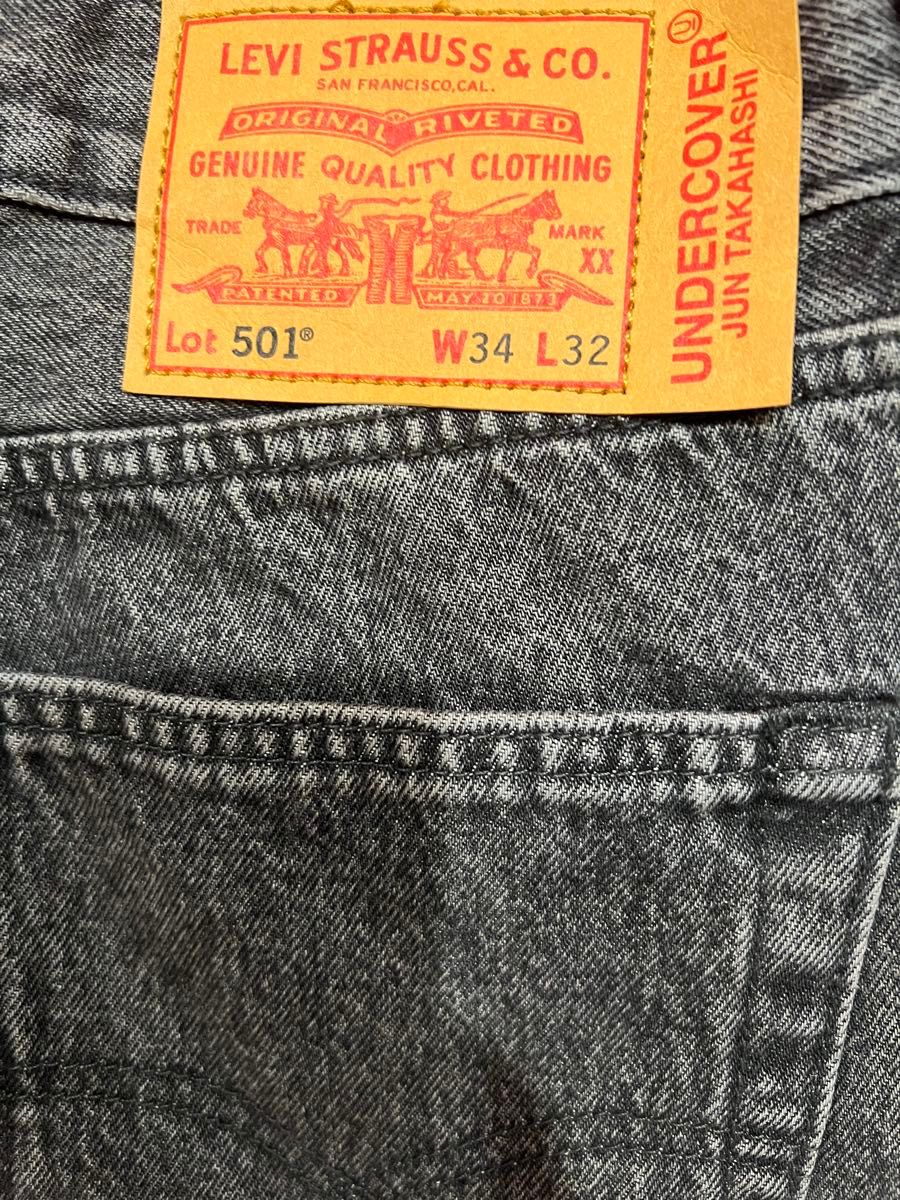 LEVI STRAUSS & CO.
SAN FRANCISCO, CAL.
ORIGINAL RIVETED
GENUINE QUALITY CLOTHING
TRADE MARK
XX
PATENTED MAY 20 1873
Lot 501® W34 L32
UNDERCOVER
JUN TAKAHASHI